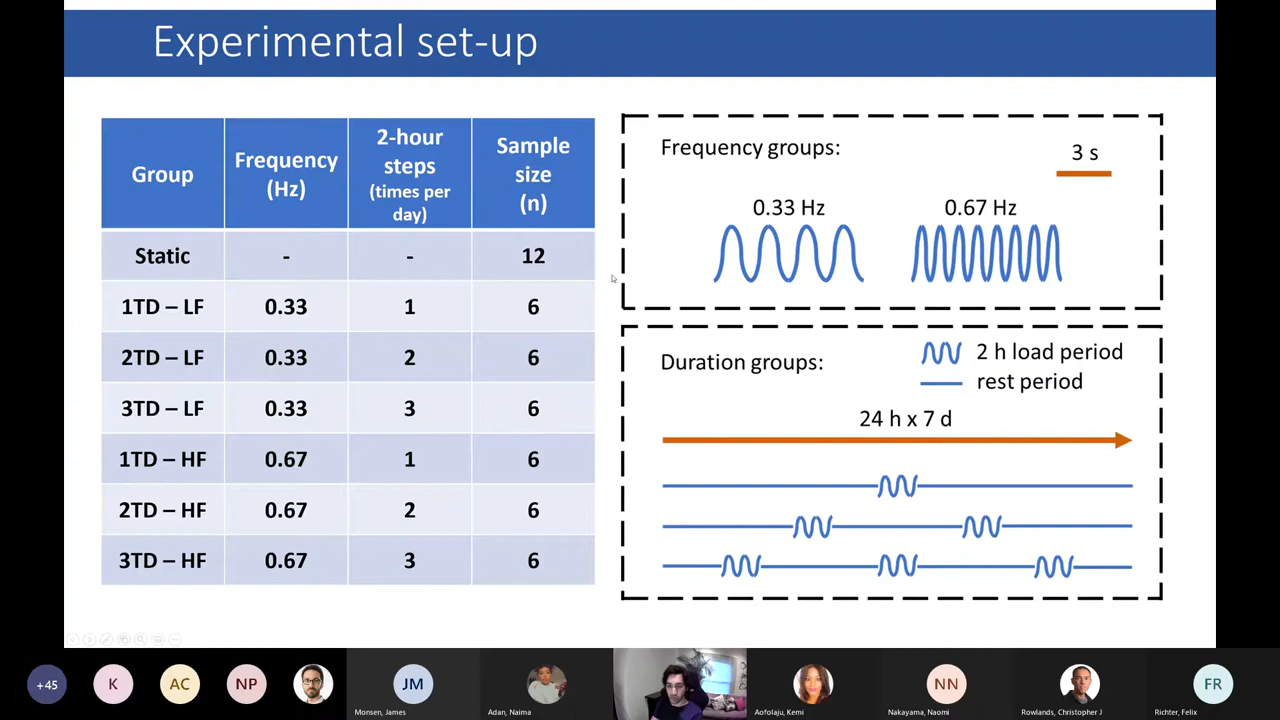 Experimental set-up
Group
Frequency
(Hz)
2-hour
steps
(times per
day)
Sample
size
(n)
Static - - 12
1TD – LF 0.33 1 6
2TD – LF 0.33 2 6
3TD – LF 0.33 3 6
1TD – HF 0.67 1 6
2TD – HF 0.67 2 6
3TD – HF 0.67 3 6
Frequency groups:
3 s
0.33 Hz 0.67 Hz
Duration groups:
2 h load period
rest period
24 h x 7 d
+45
K
AC
NP
JM
Monsen, James
Adan, Naima
Aofolaju, Kemi
NN
Nakayama, Naomi
Rowlands, Christopher J
FR
Richter, Felix